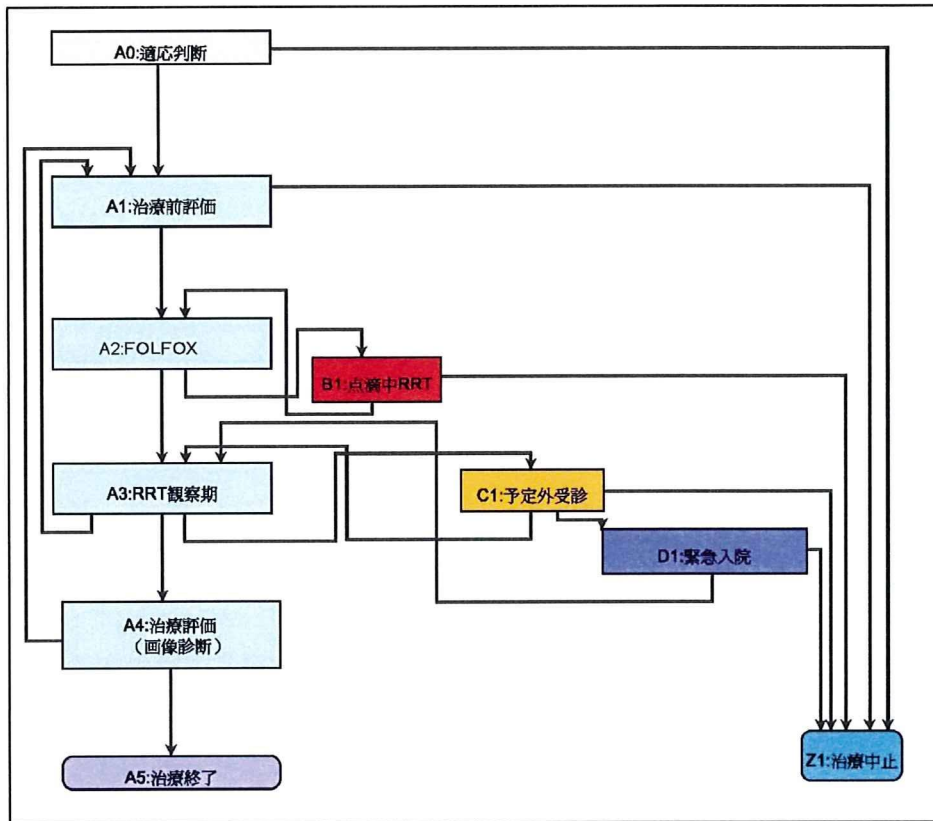 A0:適応判断
A1:治療前評価
A2:FOLFOX
B1:点滴中RRT
A3:RRT観察期
C1:予定外受診
D1:緊急入院
A4:治療評価
（画像診断）
A5:治療終了
Z1:治療中止